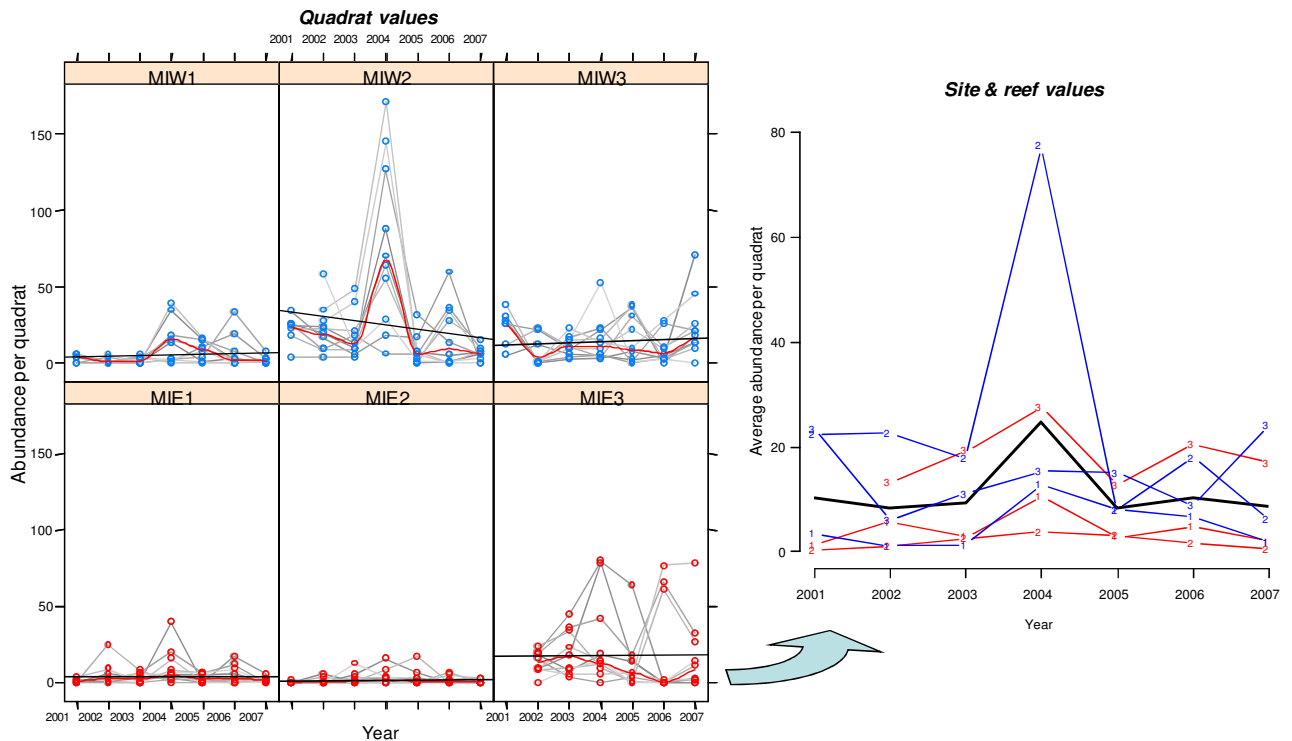 Quadrat values
2001 2002 2003 2004 2005 2006 2007
MIW1 MIW2 MIW3
150
100
50
0
MIE1 MIE2 MIE3
150
100
50
0
Abundance per quadrat
2001 2002 2003 2004 2005 2006 2007 2001 2002 2003 2004 2005 2006 2007
Year
Site & reef values
80
60
40
20
0
Average abundance per quadrat
2001 2002 2003 2004 2005 2006 2007
Year